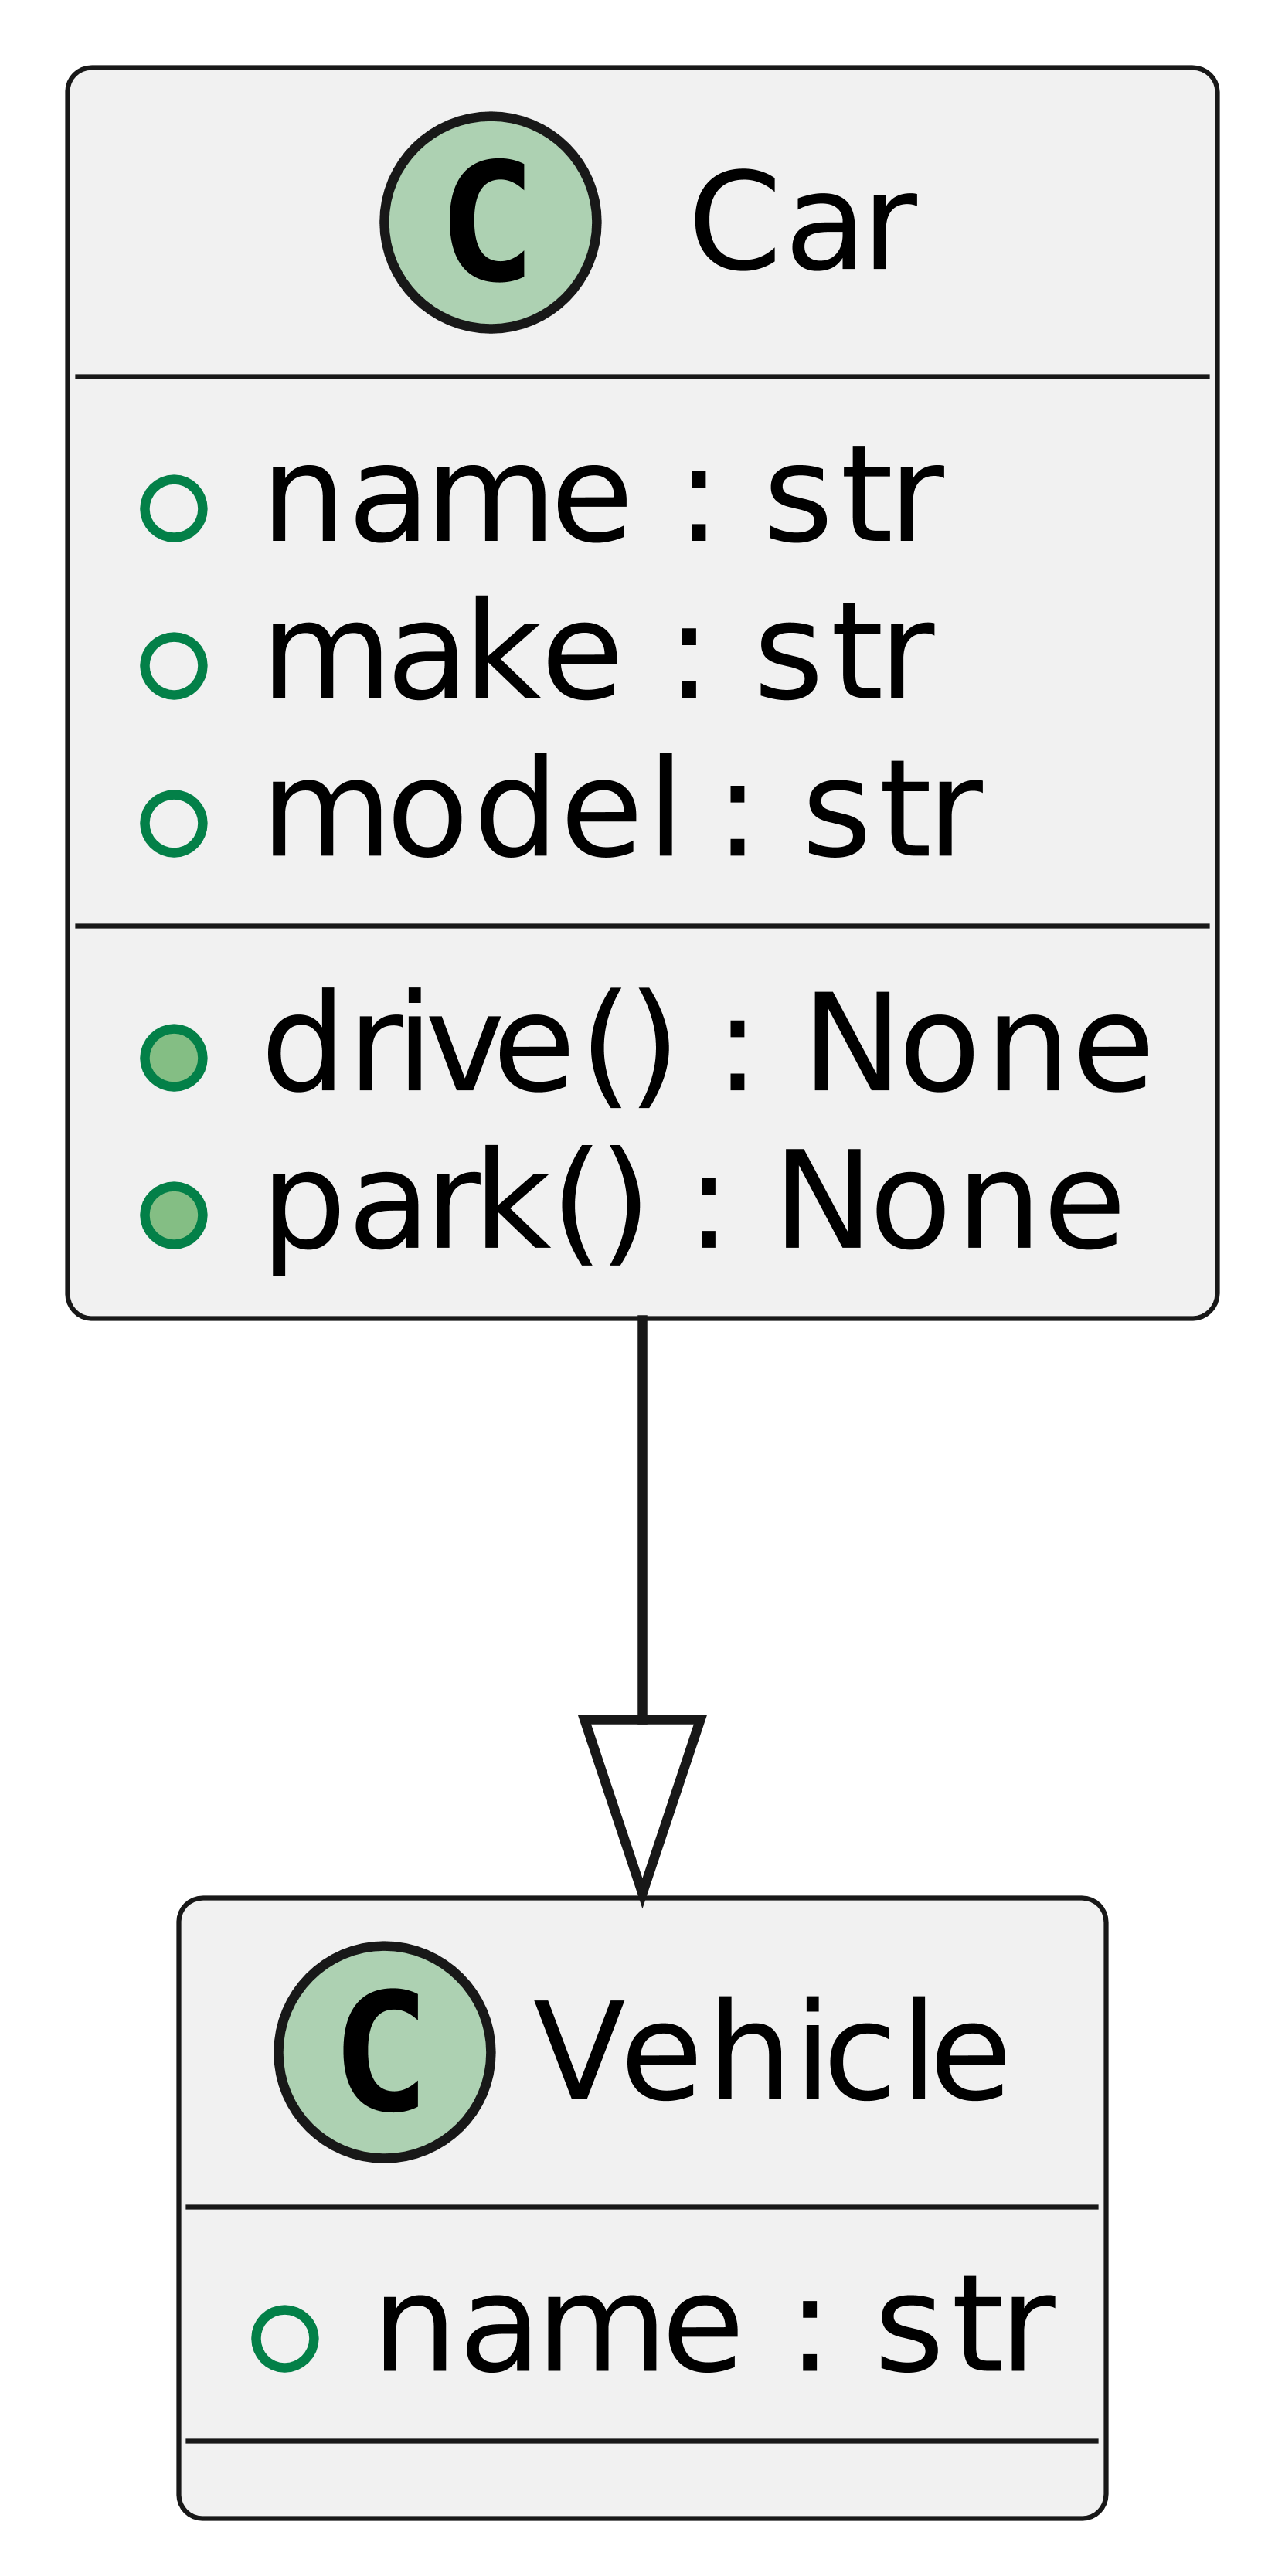 C Car
name : str
make : str
model : str
drive() : None
park() : None
C Vehicle
name : str